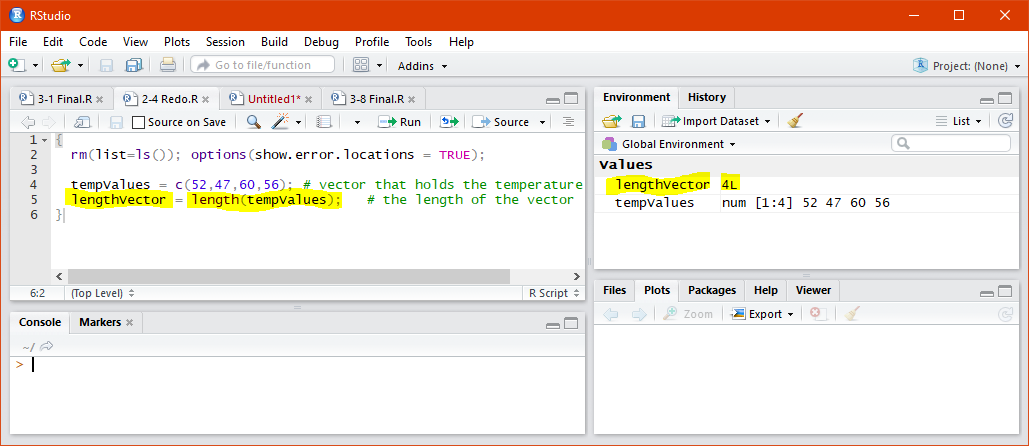 RStudio
File Edit Code View Plots Session Build Debug Profile Tools Help
Go to file/function Addins Project: (None)
3-1 Final.R 2-4 Redo.R Untitled1* 3-8 Final.R
Source on Save Run Source
1 {
2 rm(list=ls()); options(show.error.locations = TRUE);
3
4 tempValues = c(52,47,60,56); # vector that holds the temperature
5 lengthVector = length(tempValues); # the length of the vector
6 }
6:2 (Top Level) R Script
Console Markers
~/
>
Environment History
Import Dataset List
Global Environment
Values
lengthVector 4L
tempValues num [1:4] 52 47 60 56
Files Plots Packages Help Viewer
Zoom Export